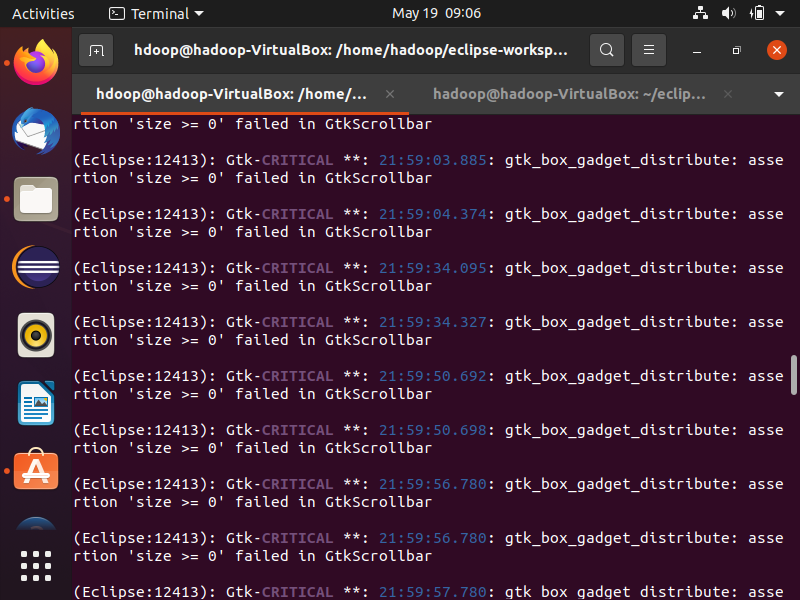 Activities Terminal May 19 09:06
hdoop@hadoop-VirtualBox: /home/hadoop/eclipse-worksp...
hdoop@hadoop-VirtualBox: /home/... hadoop@hadoop-VirtualBox: ~/eclip...
rtion 'size >= 0' failed in GtkScrollbar
(Eclipse:12413): Gtk-CRITICAL **: 21:59:03.885: gtk_box_gadget_distribute: asse
rtion 'size >= 0' failed in GtkScrollbar
(Eclipse:12413): Gtk-CRITICAL **: 21:59:04.374: gtk_box_gadget_distribute: asse
rtion 'size >= 0' failed in GtkScrollbar
(Eclipse:12413): Gtk-CRITICAL **: 21:59:34.095: gtk_box_gadget_distribute: asse
rtion 'size >= 0' failed in GtkScrollbar
(Eclipse:12413): Gtk-CRITICAL **: 21:59:34.327: gtk_box_gadget_distribute: asse
rtion 'size >= 0' failed in GtkScrollbar
(Eclipse:12413): Gtk-CRITICAL **: 21:59:50.692: gtk_box_gadget_distribute: asse
rtion 'size >= 0' failed in GtkScrollbar
(Eclipse:12413): Gtk-CRITICAL **: 21:59:50.698: gtk_box_gadget_distribute: asse
rtion 'size >= 0' failed in GtkScrollbar
(Eclipse:12413): Gtk-CRITICAL **: 21:59:56.780: gtk_box_gadget_distribute: asse
rtion 'size >= 0' failed in GtkScrollbar
(Eclipse:12413): Gtk-CRITICAL **: 21:59:56.780: gtk_box_gadget_distribute: asse
rtion 'size >= 0' failed in GtkScrollbar
(Eclipse:12413): Gtk-CRITICAL **: 21:59:57.780: gtk_box_gadget_distribute: asse